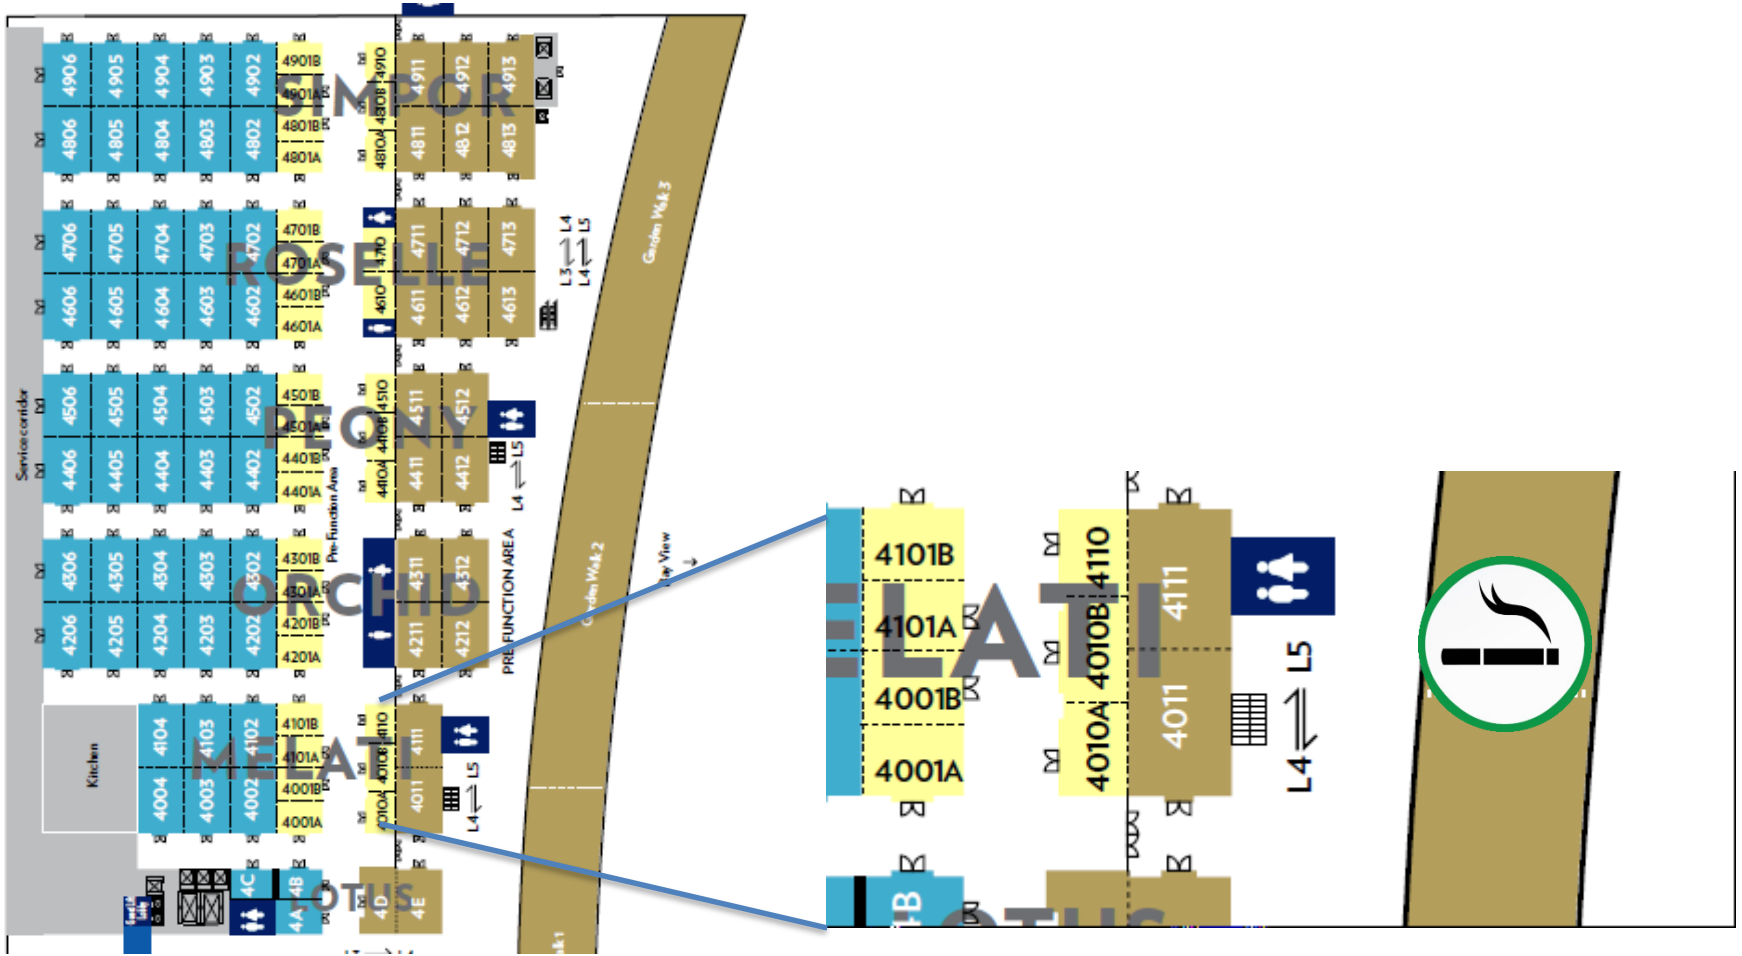 4906 4905 4904 4903 4902 4901B 4910 4911 4912 4913
4901A
SIMPOR
4806 4805 4804 4803 4802 4801B 4810B 4811 4812 4813
4801A 4810A
4706 4705 4704 4703 4702 4701B 4710 4711 4712 4713
4701A
ROSELLE
4606 4605 4604 4603 4602 4601B 4610 4611 4612 4613
4601A
L3 L4
L4 L5
Garden Walk 3
Service corridor
4506 4505 4504 4503 4502 4501B 4510 4511 4512
4501A
PEONY
4406 4405 4404 4403 4402 4401B 4410B 4411 4412
4401A 4410A
L4 L5
Pre-Function Area
4306 4305 4304 4303 4302 4301B 4311 4312
4301A
ORCHID
4206 4205 4204 4203 4202 4201B 4211 4212
4201A
PRE FUNCTION AREA
Garden Walk 2
Bay View
Kitchen
4104 4103 4102 4101B 4110 4111
4101A
MELATI
4004 4003 4002 4001B 4010B 4011
4001A 4010A
L4 L5
4C 4B
4A
LOTUS
4D 4E
4101B 4110 4111
4101A
ELATI
4001B 4010B 4011
4001A 4010A
L4 L5
LOTUS